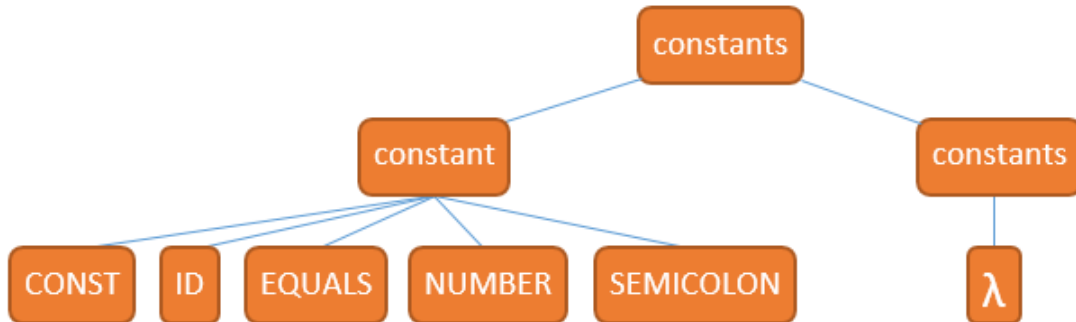 constants
constant
constants
CONST
ID
EQUALS
NUMBER
SEMICOLON
λ